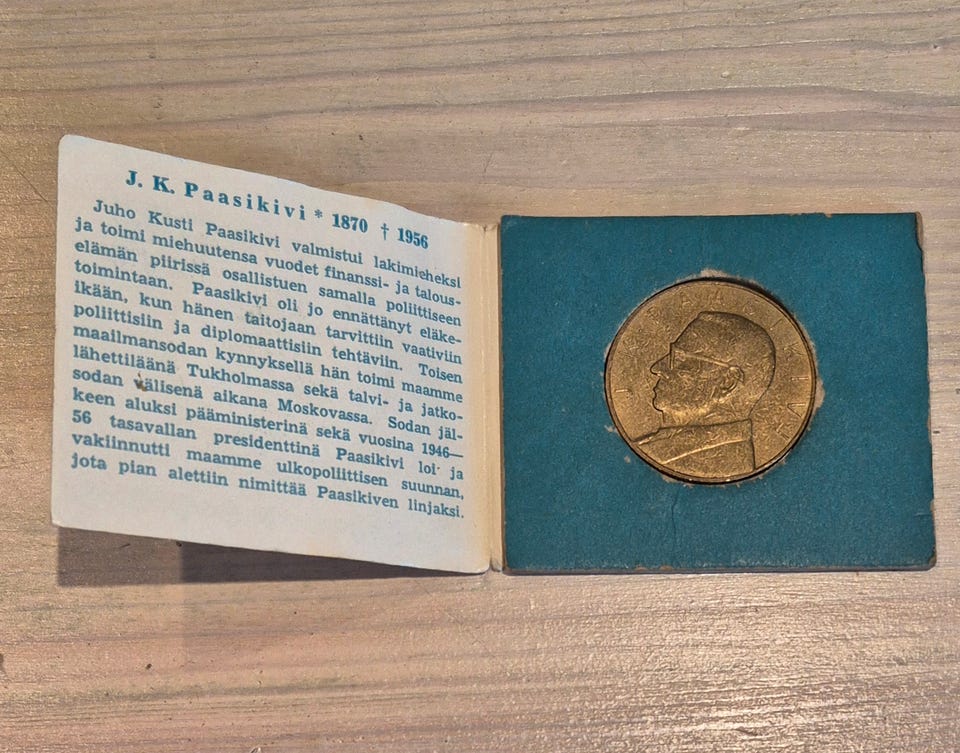 J. K. Paasikivi * 1870 † 1956
Juho Kusti Paasikivi valmistui lakimieheksi
ja toimi miehuutensa vuodet finanssi- ja talous-
elämän piirissä osallistuen samalla poliittiseen
toimintaan. Paasikivi oli jo ennättänyt eläke-
ikään, kun hänen taitojaan tarvittiin vaativiin
poliittisiin ja diplomaattisiin tehtäviin. Toisen
maailmansodan kynnyksellä hän toimi maamme
lähettiläänä Tukholmassa sekä talvi- ja jatko-
sodan välisenä aikana Moskovassa. Sodan jäl-
keen aluksi pääministerinä sekä vuosina 1946—
56 tasavallan presidenttinä Paasikivi loi ja
vakiinnutti maamme ulkopoliittisen suunnan,
jota pian alettiin nimittää Paasikiven linjaksi.
J K PAASIKIVI